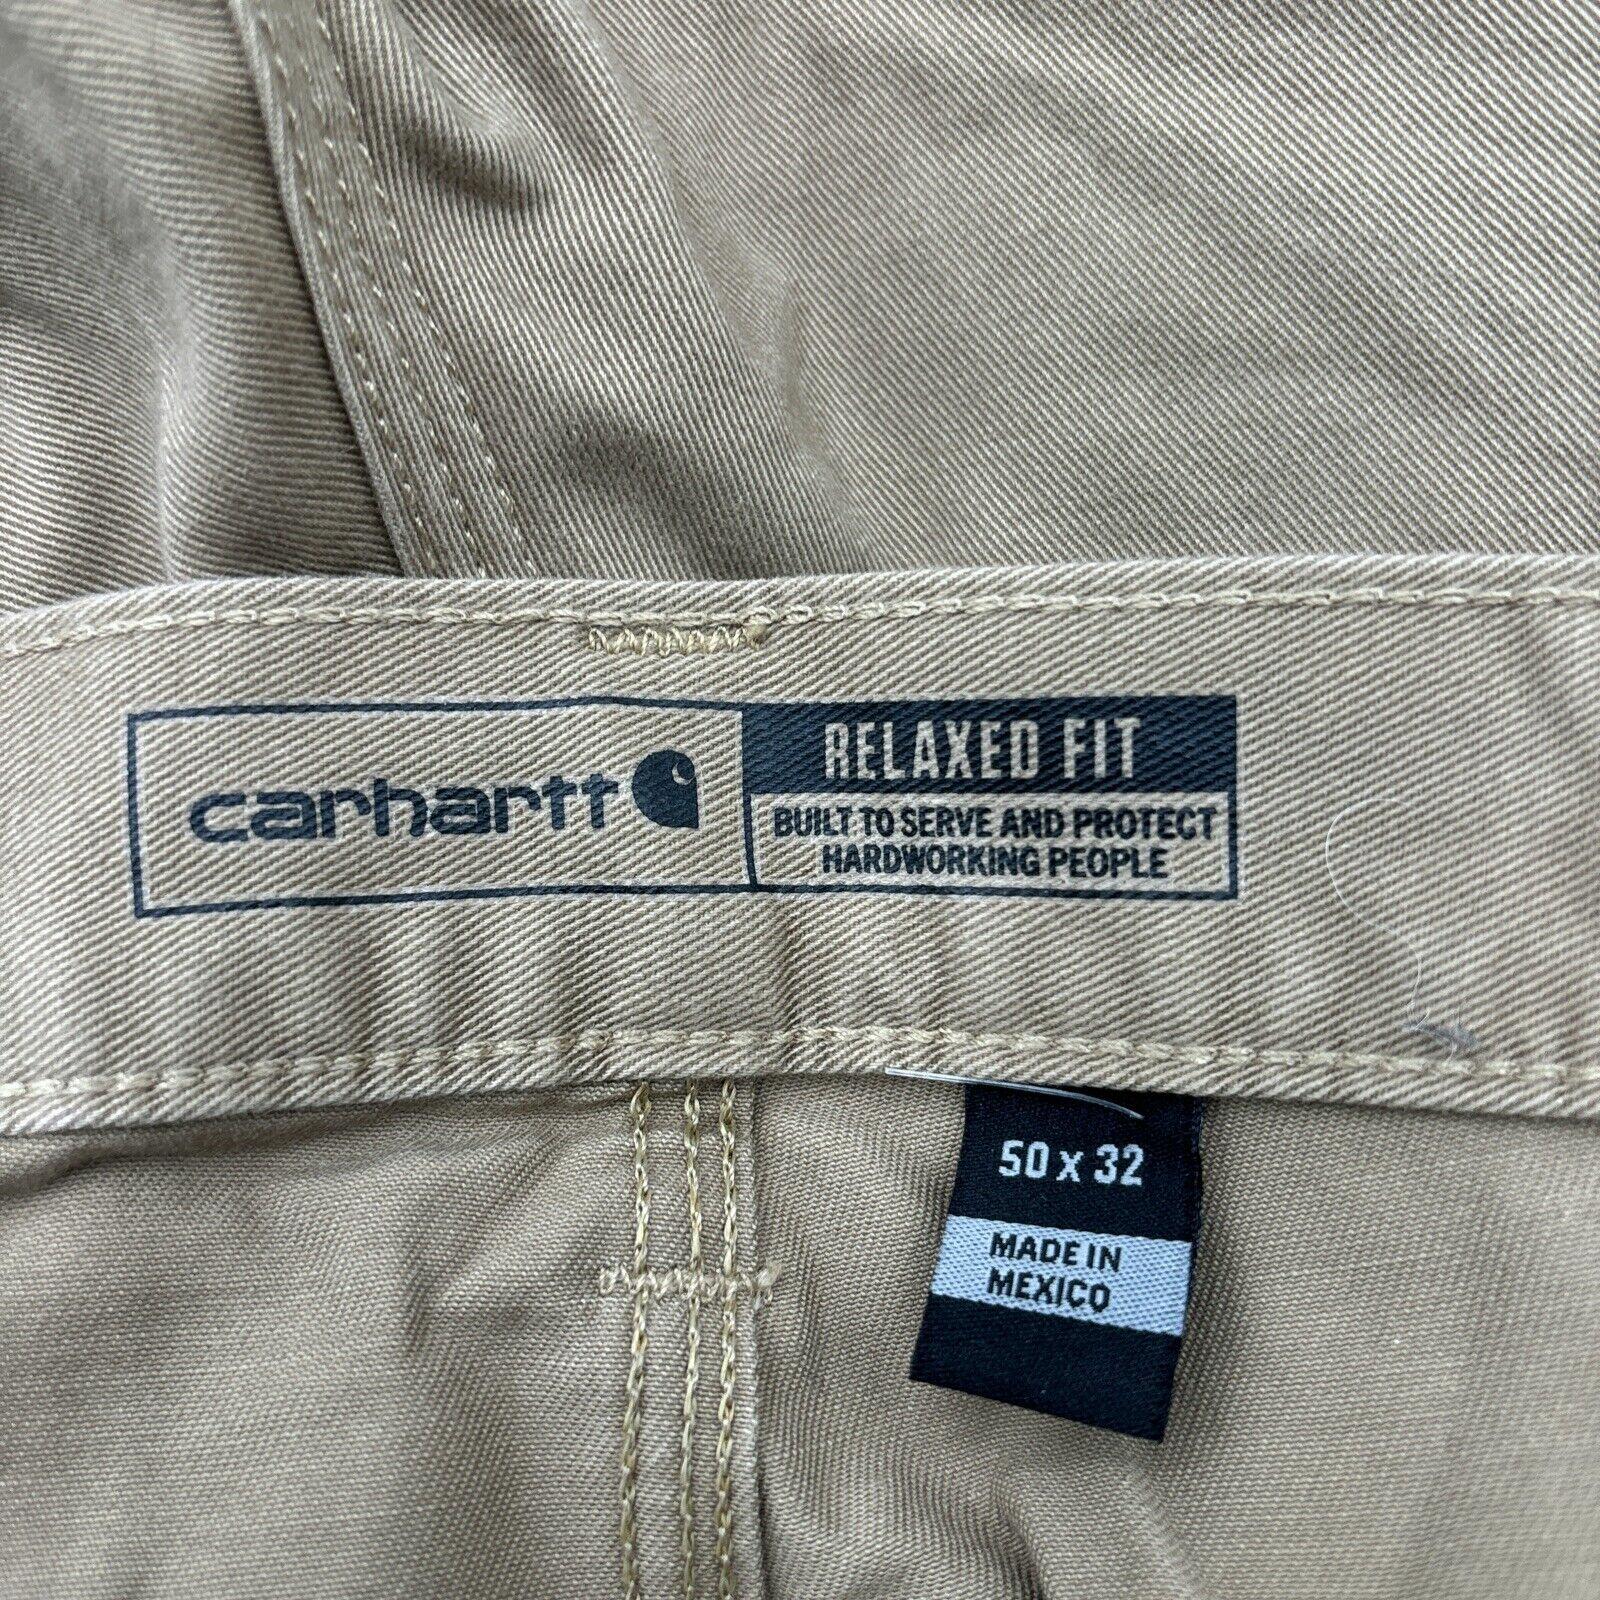 carhartt
RELAXED FIT
BUILT TO SERVE AND PROTECT
HARDWORKING PEOPLE
50 x 32
MADE IN
MEXICO